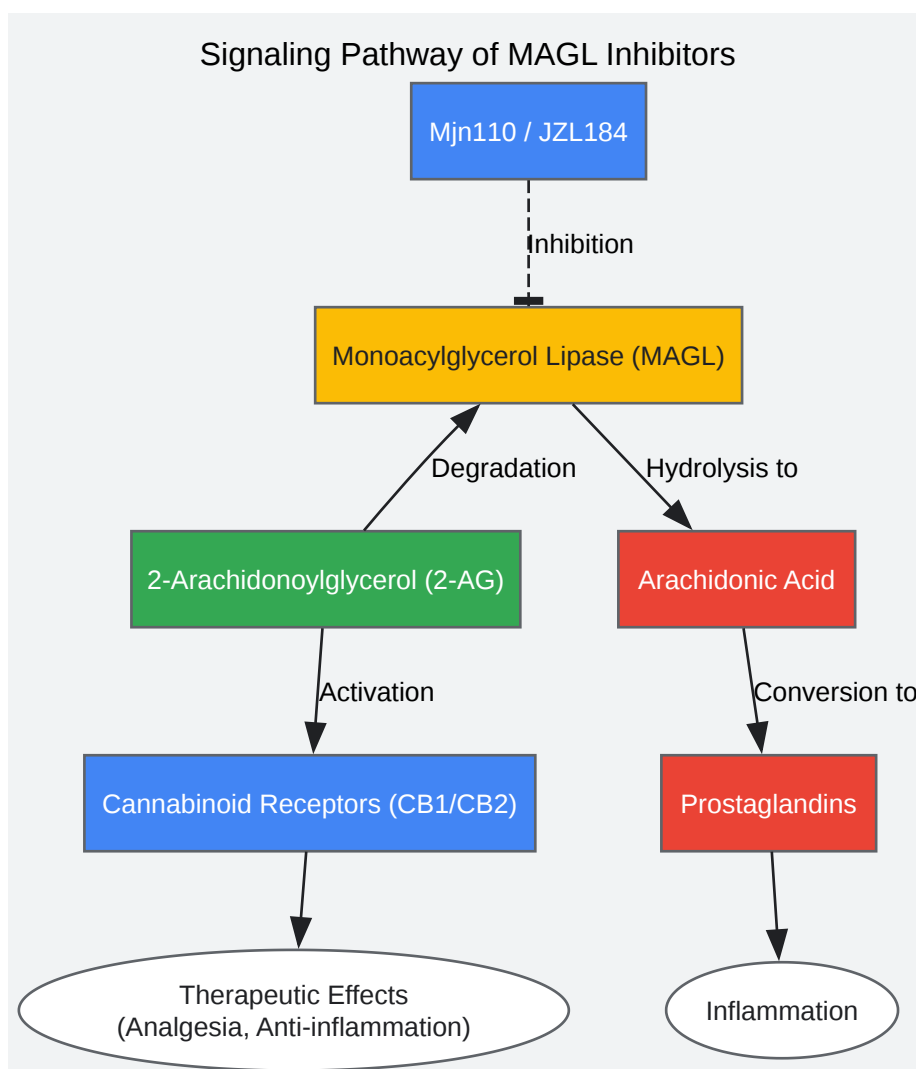 Signaling Pathway of MAGL Inhibitors
Mjn110 / JZL184
Inhibition
Monoacylglycerol Lipase (MAGL)
Degradation
Hydrolysis to
2-Arachidonoylglycerol (2-AG)
Arachidonic Acid
Activation
Conversion to
Cannabinoid Receptors (CB1/CB2)
Prostaglandins
Therapeutic Effects
(Analgesia, Anti-inflammation)
Inflammation